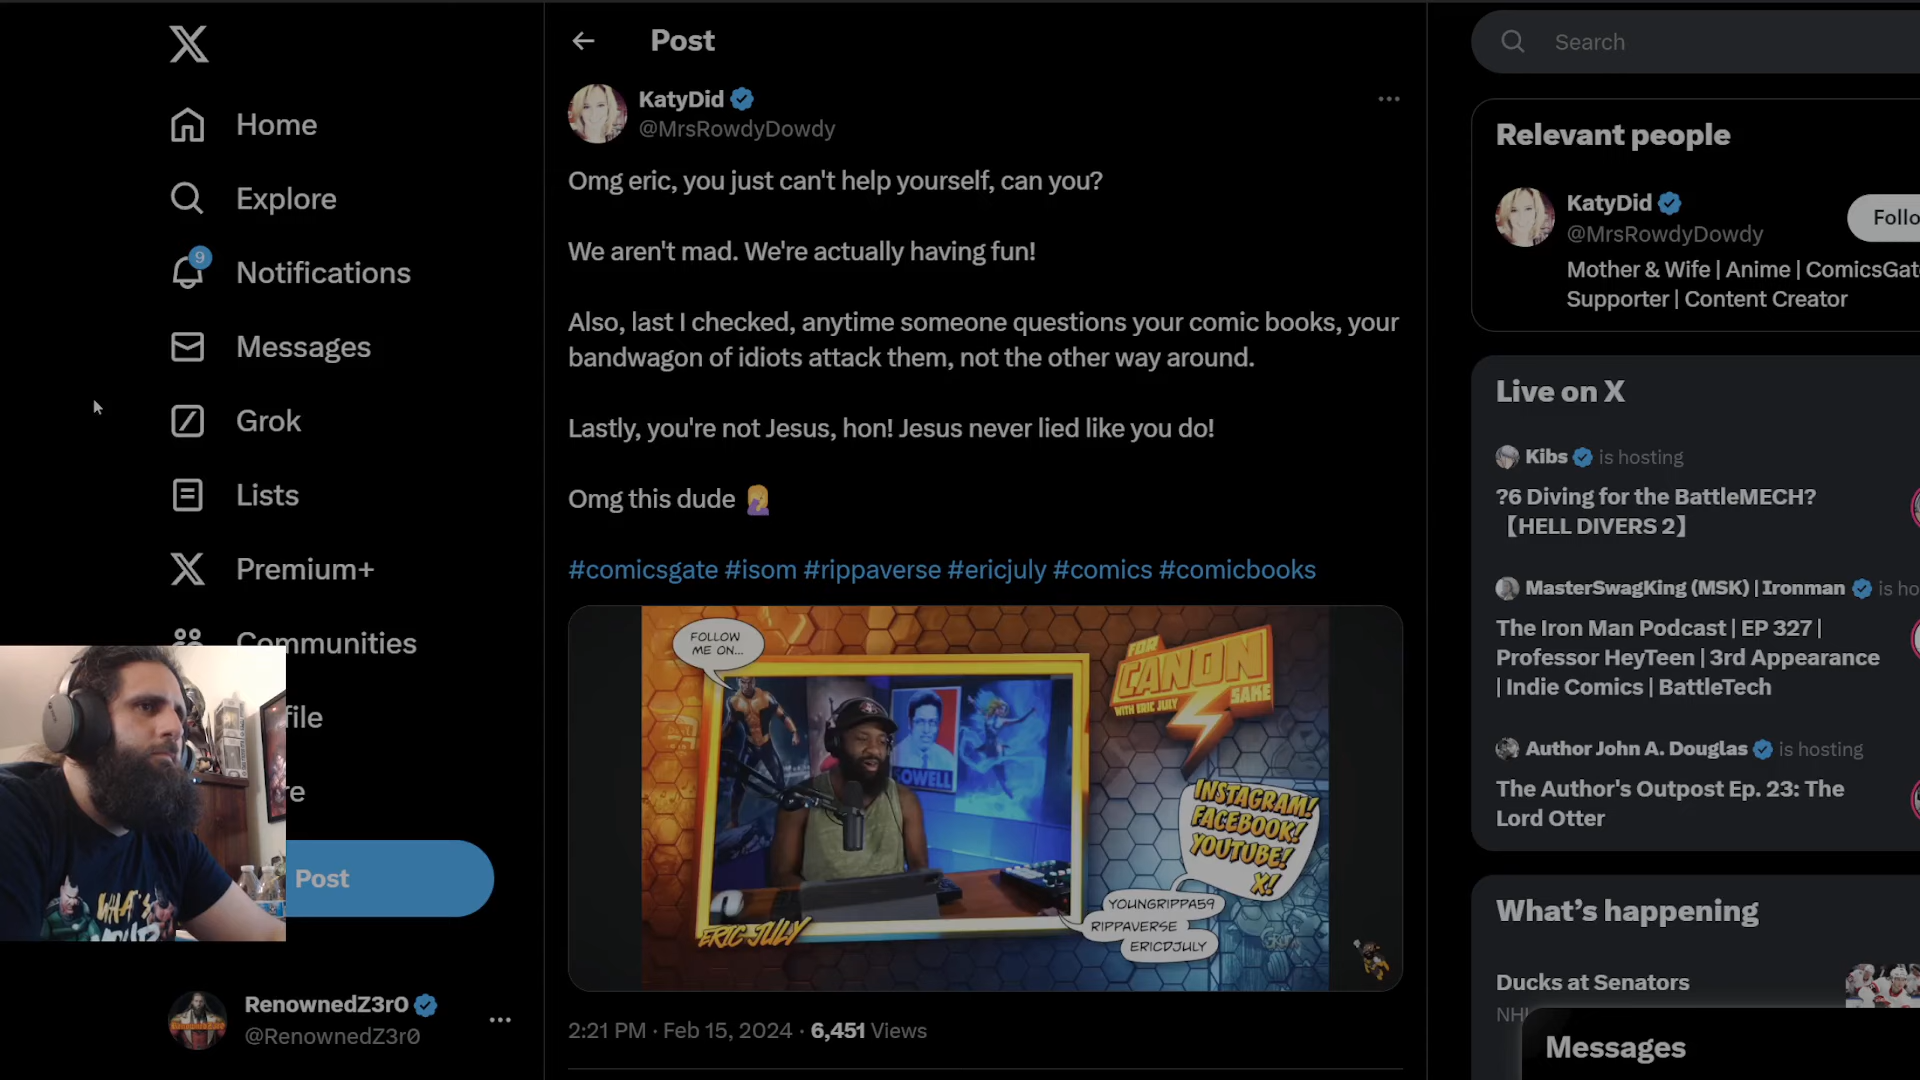 Post
Search
KatyDid
@MrsRowdyDowdy
Omg eric, you just can't help yourself, can you?
We aren't mad. We're actually having fun!
Also, last I checked, anytime someone questions your comic books, your
bandwagon of idiots attack them, not the other way around.
Lastly, you're not Jesus, hon! Jesus never lied like you do!
Omg this dude
#comicsgate #isom #rippaverse #ericjuly #comics #comicbooks
FOLLOW
ME ON...
FOR
CANON
SAKE
WITH ERIC JULY
SOWELL
INSTAGRAM!
FACEBOOK!
YOUTUBE!
X!
YOUNGRIPPA59
RIPPAVERSE
ERICDJULY
ERIC JULY
2:21 PM · Feb 15, 2024 · 6,451 Views
Home
Explore
9
Notifications
Messages
Grok
Lists
Premium+
Communities
file
re
Post
WHA'S
RenownedZ3r0
@RenownedZ3r0
Relevant people
KatyDid
@MrsRowdyDowdy
Follo
Mother & Wife | Anime | ComicsGate
Supporter | Content Creator
Live on X
Kibs is hosting
?6 Diving for the BattleMECH?
【HELL DIVERS 2】
MasterSwagKing (MSK) | Ironman is ho
The Iron Man Podcast | EP 327 |
Professor HeyTeen | 3rd Appearance
| Indie Comics | BattleTech
Author John A. Douglas is hosting
The Author's Outpost Ep. 23: The
Lord Otter
What's happening
Ducks at Senators
NHL
Messages